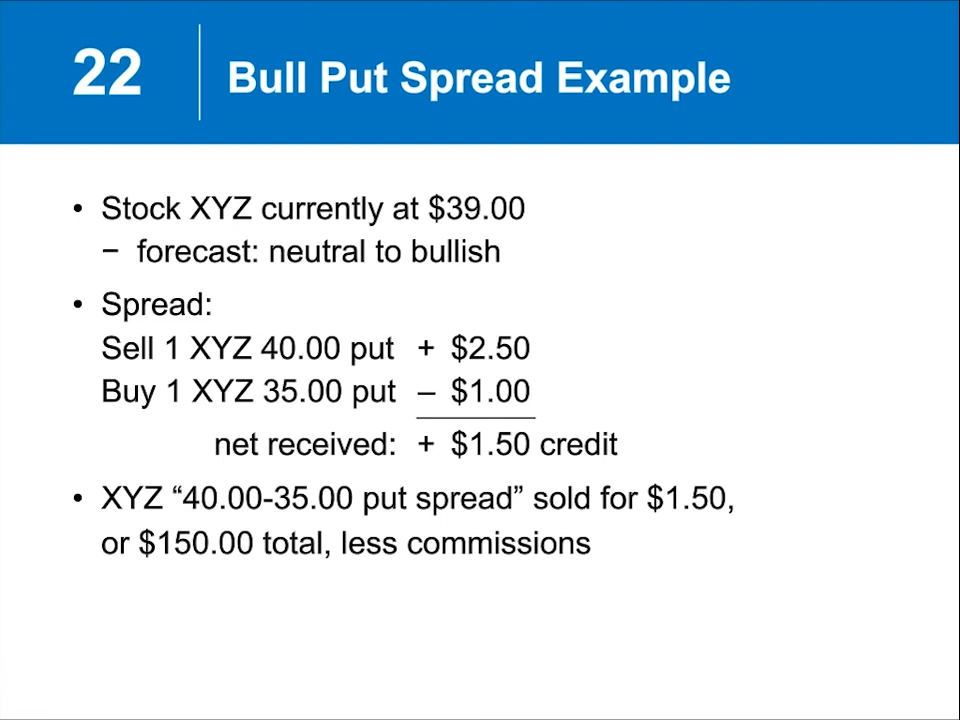 22
Bull Put Spread Example
• Stock XYZ currently at $39.00
− forecast: neutral to bullish
• Spread:
Sell 1 XYZ 40.00 put + $2.50
Buy 1 XYZ 35.00 put – $1.00
net received: + $1.50 credit
• XYZ “40.00-35.00 put spread” sold for $1.50,
or $150.00 total, less commissions